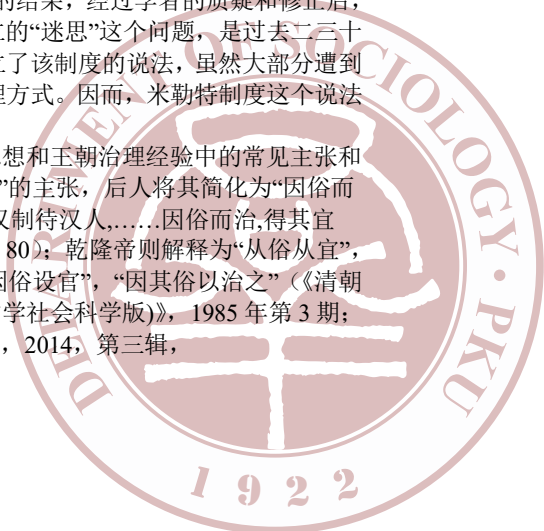 的结果，经过学者的质疑和修正后，
立的“迷思”这个问题，是过去二三十
立了该制度的说法，虽然大部分遭到
理方式。因而，米勒特制度这个说法
想和王朝治理经验中的常见主张和
”的主张，后人将其简化为“因俗而
汉制待汉人,……因俗而治,得其宜
80）；乾隆帝则解释为“从俗从宜”，
因俗设官”，“因其俗以治之”（《清朝
学社会科学版)》，1985 年第 3 期；
，2014，第三辑，
DEPARTMENT OF SOCIOLOGY • PKU
1922